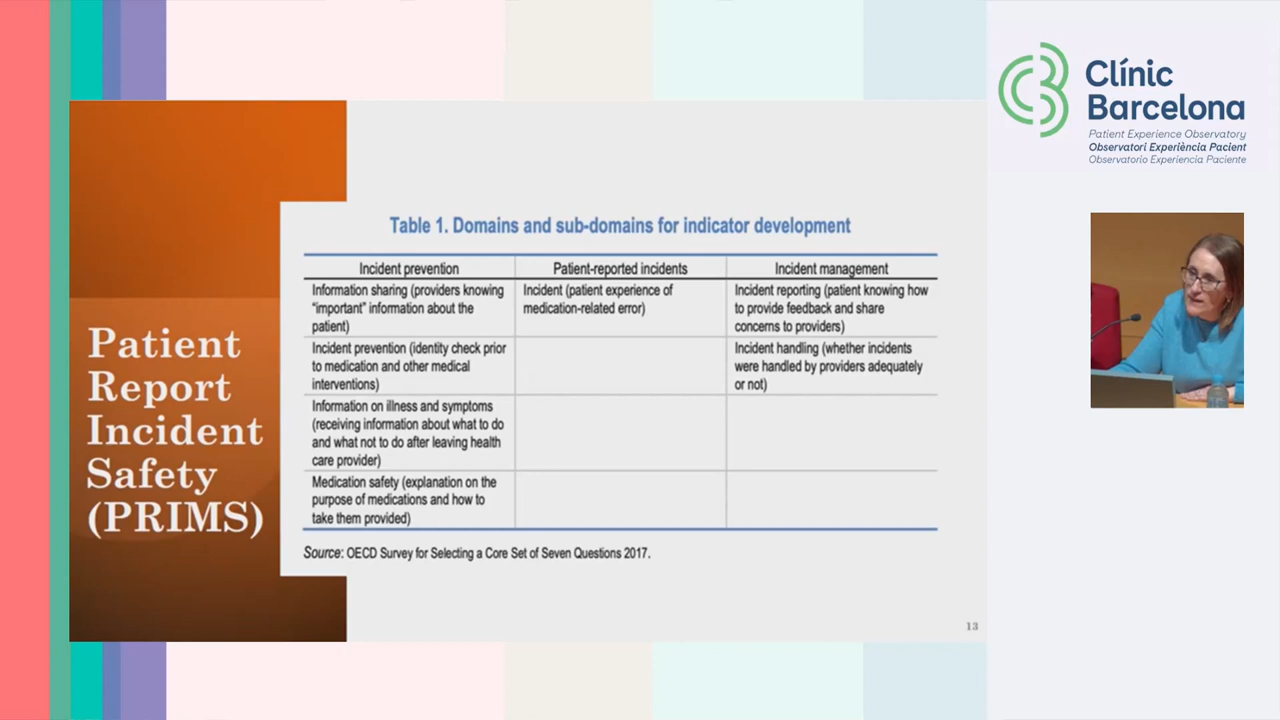 Clínic
Barcelona
Patient Experience Observatory
Observatori Experiència Pacient
Observatorio Experiencia Paciente
Patient
Report
Incident
Safety
(PRIMS)
Table 1. Domains and sub-domains for indicator development
Incident prevention
Patient-reported incidents
Incident management
Information sharing (providers knowing
“important” information about the
patient)
Incident (patient experience of
medication-related error)
Incident reporting (patient knowing how
to provide feedback and share
concerns to providers)
Incident prevention (identity check prior
to medication and other medical
interventions)
Incident handling (whether incidents
were handled by providers adequately
or not)
Information on illness and symptoms
(receiving information about what to do
and what not to do after leaving health
care provider)
Medication safety (explanation on the
purpose of medications and how to
take them provided)
Source: OECD Survey for Selecting a Core Set of Seven Questions 2017.
13